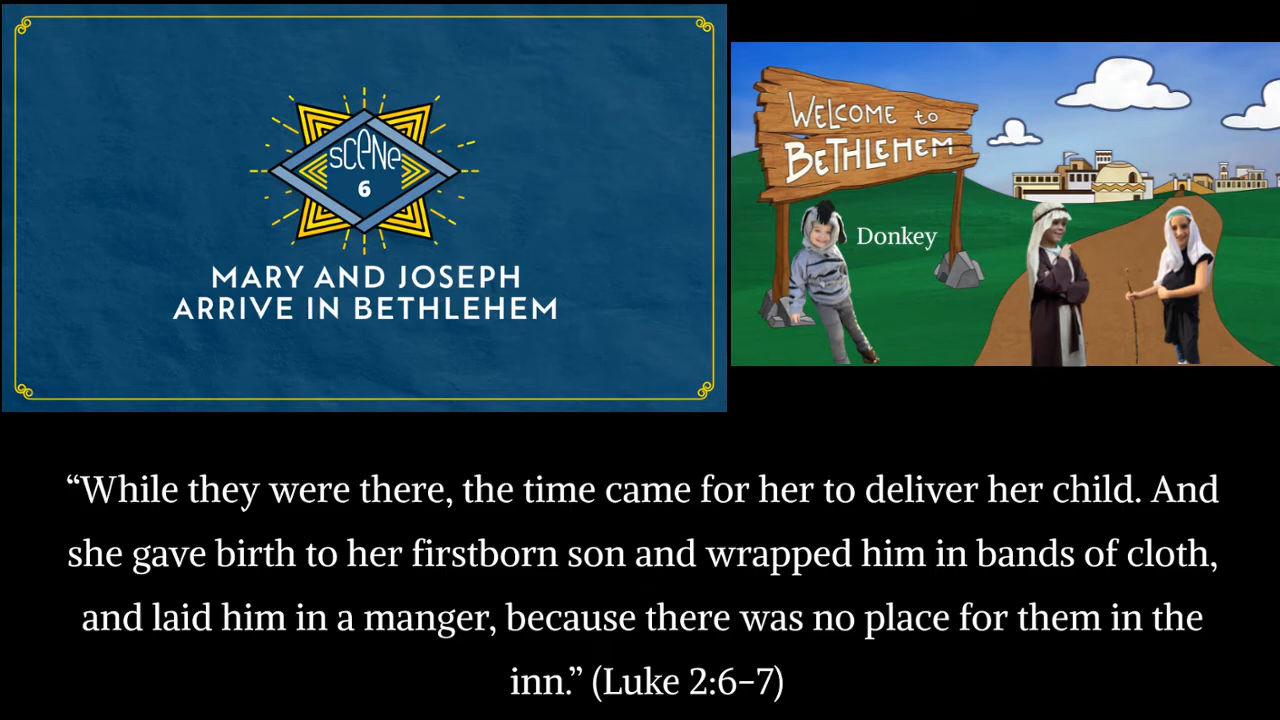 SCENE
6
MARY AND JOSEPH
ARRIVE IN BETHLEHEM
WELCOME to
BETHLEHEM
Donkey
“While they were there, the time came for her to deliver her child. And
she gave birth to her firstborn son and wrapped him in bands of cloth,
and laid him in a manger, because there was no place for them in the
inn.” (Luke 2:6–7)